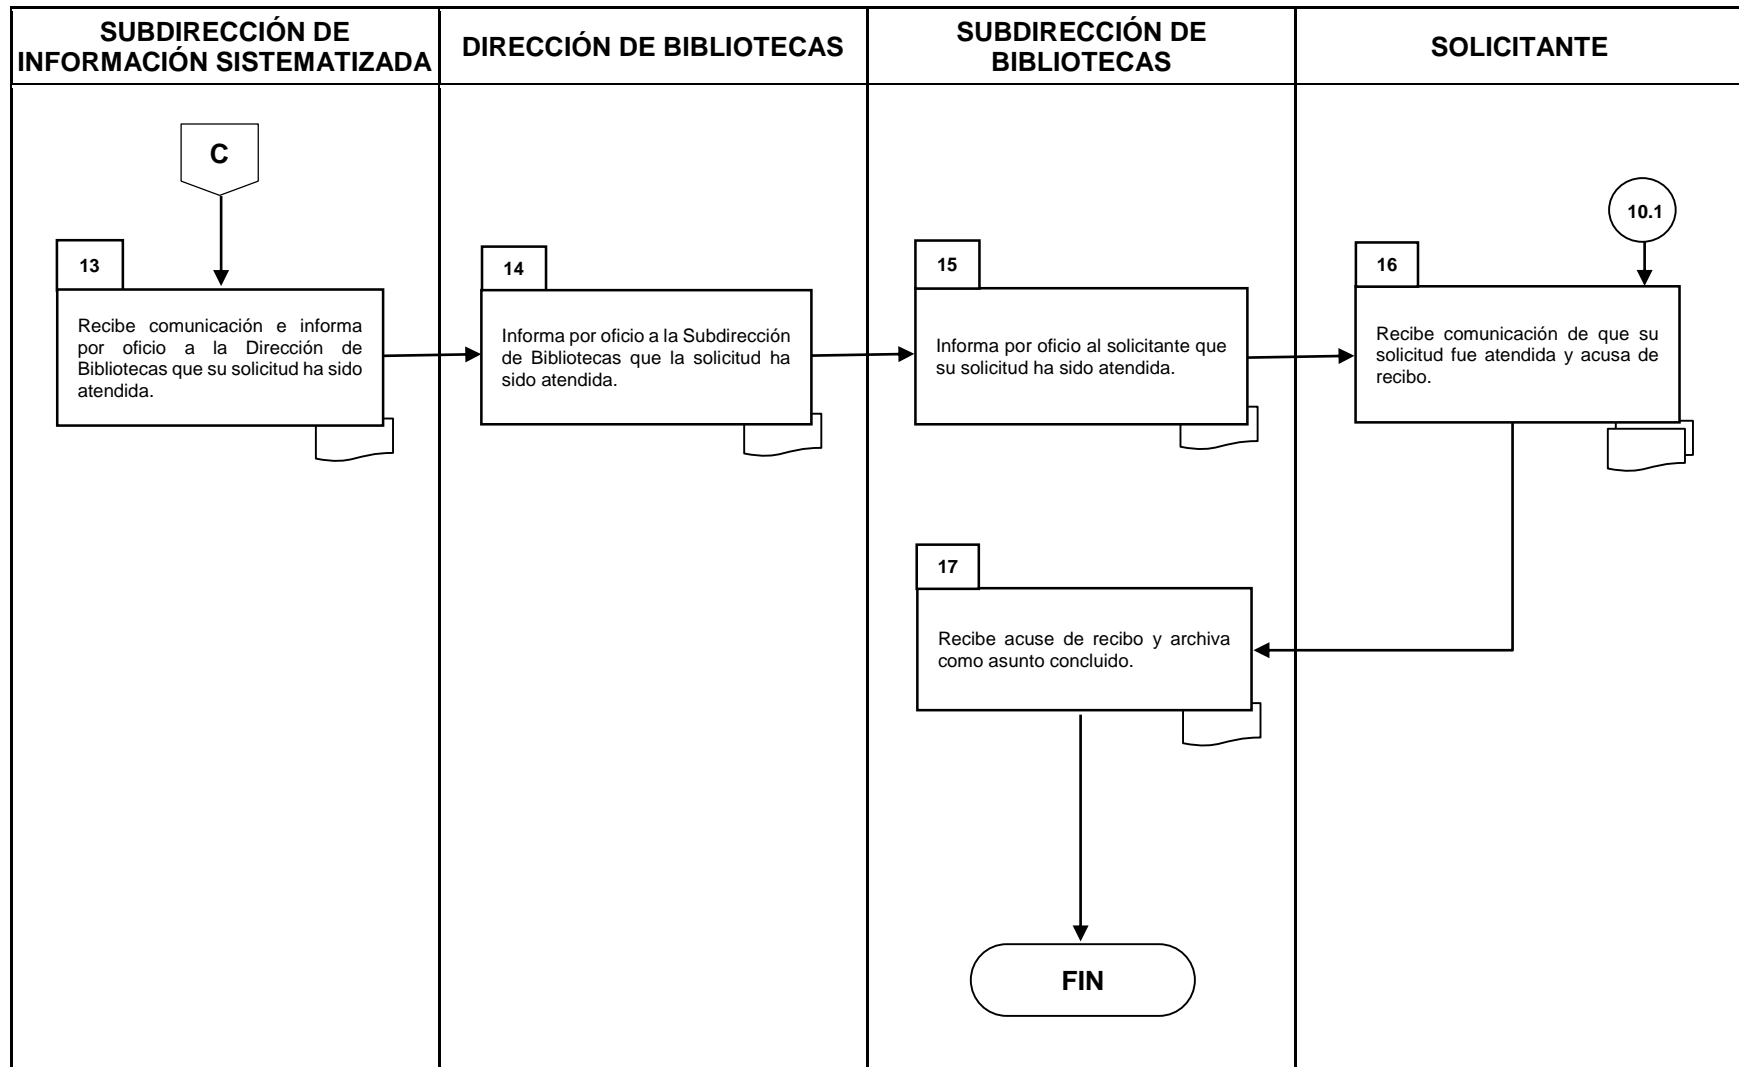 SUBDIRECCIÓN DE
INFORMACIÓN SISTEMATIZADA
DIRECCIÓN DE BIBLIOTECAS
SUBDIRECCIÓN DE
BIBLIOTECAS
SOLICITANTE
C
13
Recibe comunicación e informa
por oficio a la Dirección de
Bibliotecas que su solicitud ha sido
atendida.
14
Informa por oficio a la Subdirección
de Bibliotecas que la solicitud ha
sido atendida.
15
Informa por oficio al solicitante que
su solicitud ha sido atendida.
10.1
16
Recibe comunicación de que su
solicitud fue atendida y acusa de
recibo.
17
Recibe acuse de recibo y archiva
como asunto concluido.
FIN